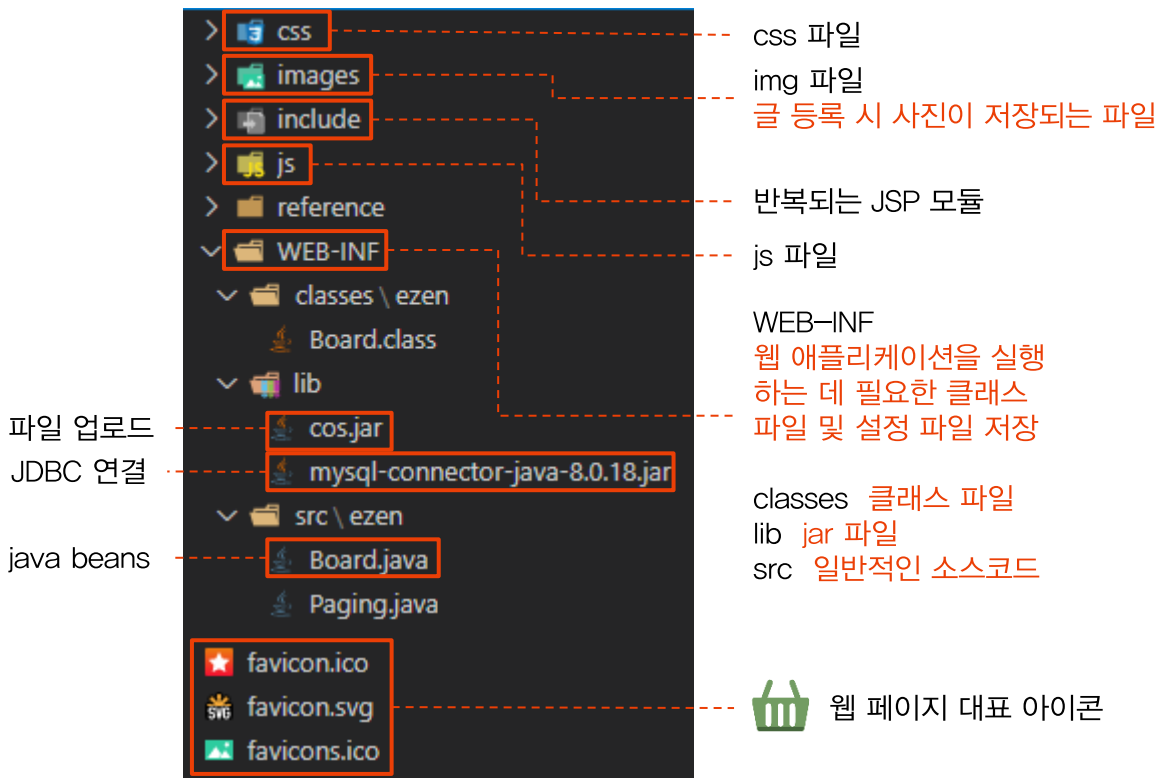 css
images
include
js
reference
WEB-INF
classes \ ezen
Board.class
lib
cos.jar
mysql-connector-java-8.0.18.jar
src \ ezen
Board.java
Paging.java
favicon.ico
favicon.svg
favicons.ico
파일 업로드
JDBC 연결
java beans
css 파일
img 파일
글 등록 시 사진이 저장되는 파일
반복되는 JSP 모듈
js 파일
WEB-INF
웹 애플리케이션을 실행
하는 데 필요한 클래스
파일 및 설정 파일 저장
classes 클래스 파일
lib jar 파일
src 일반적인 소스코드
웹 페이지 대표 아이콘